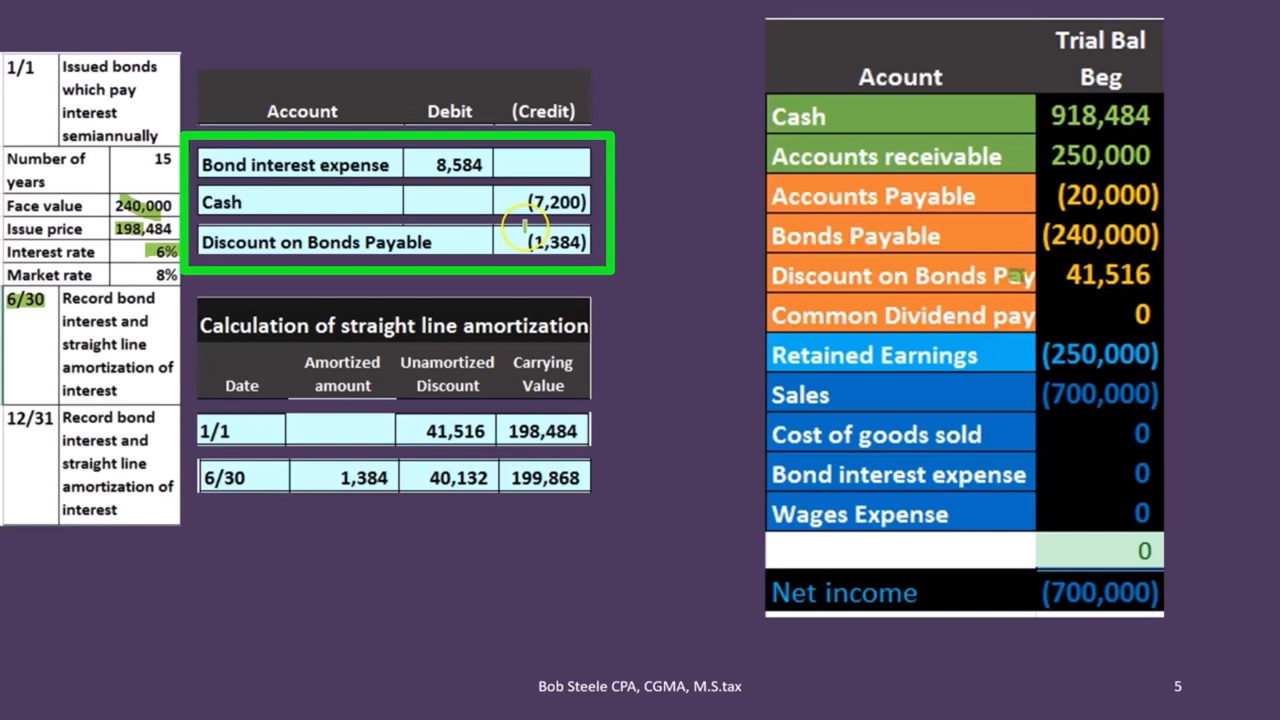 1/1 Issued bonds
which pay
interest
semiannually
Number of 15
years
Face value 240,000
Issue price 198,484
Interest rate 6%
Market rate 8%
6/30 Record bond
interest and
straight line
amortization of
interest
12/31 Record bond
interest and
straight line
amortization of
interest
Account Debit (Credit)
Bond interest expense 8,584
Cash (7,200)
Discount on Bonds Payable (1,384)
Calculation of straight line amortization
Amortized Unamortized Carrying
Date amount Discount Value
1/1 41,516 198,484
6/30 1,384 40,132 199,868
Trial Bal
Acount Beg
Cash 918,484
Accounts receivable 250,000
Accounts Payable (20,000)
Bonds Payable (240,000)
Discount on Bonds Pay 41,516
Common Dividend pay 0
Retained Earnings (250,000)
Sales (700,000)
Cost of goods sold 0
Bond interest expense 0
Wages Expense 0
0
Net income (700,000)
Bob Steele CPA, CGMA, M.S.tax 5